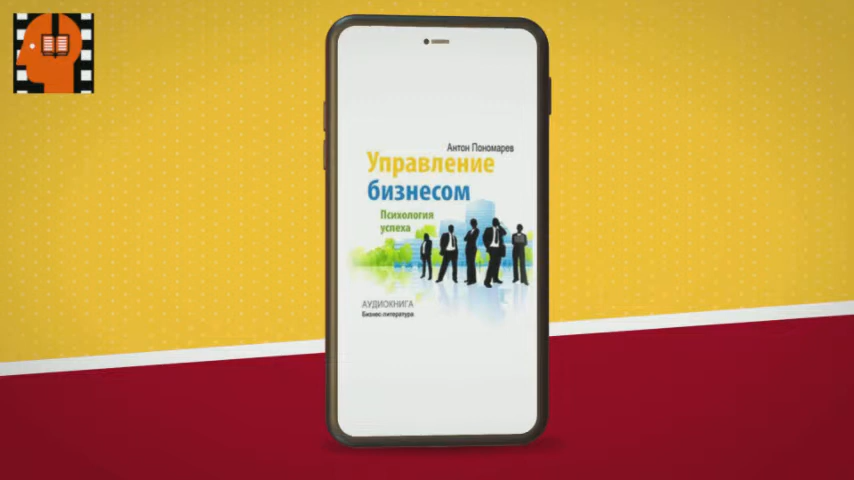 Антон Пономарев
Управление
бизнесом
Психология
успеха
АУДИОКНИГА
Бизнес-литература